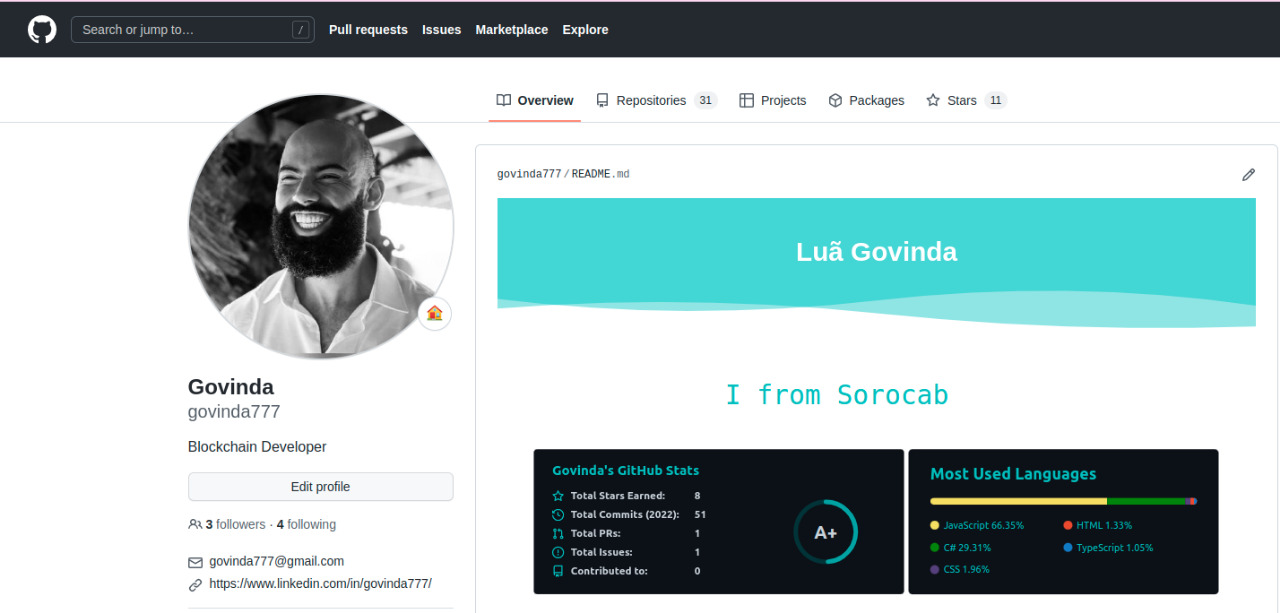 Search or jump to… /
Pull requests Issues Marketplace Explore
Overview Repositories 31 Projects Packages Stars 11
govinda777/README.md
Luã Govinda
I from Sorocab
Govinda
govinda777
Blockchain Developer
Edit profile
3 followers · 4 following
govinda777@gmail.com
https://www.linkedin.com/in/govinda777/
Govinda's GitHub Stats
Total Stars Earned: 8
Total Commits (2022): 51
Total PRs: 1
Total Issues: 1
Contributed to: 0
A+
Most Used Languages
JavaScript 66.35%
C# 29.31%
CSS 1.96%
HTML 1.33%
TypeScript 1.05%